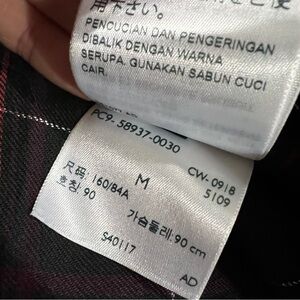 用下さい。
PENCUCIAN DAN PENGERINGAN
DIBALIK DENGAN WARNA
SERUPA. GUNAKAN SABUN CUCI
CAIR.
PC9- 58937-0030
CW-0918
5109
尺码: 160/84A
M
호칭: 90
가슴둘레: 90 cm
S40117
AD